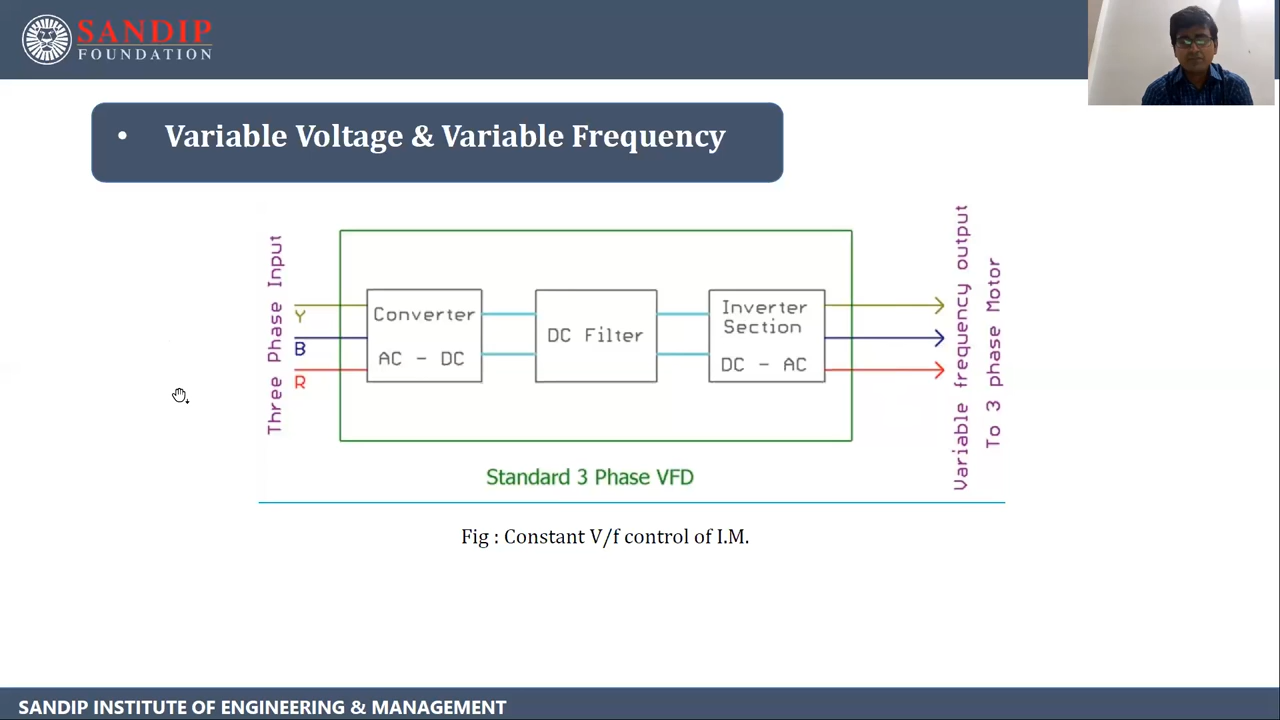 SANDIP
FOUNDATION
• Variable Voltage & Variable Frequency
Three Phase Input
Y
B
R
Converter
AC - DC
DC Filter
Inverter
Section
DC - AC
Variable frequency output
To 3 phase Motor
Standard 3 Phase VFD
Fig : Constant V/f control of I.M.
SANDIP INSTITUTE OF ENGINEERING & MANAGEMENT